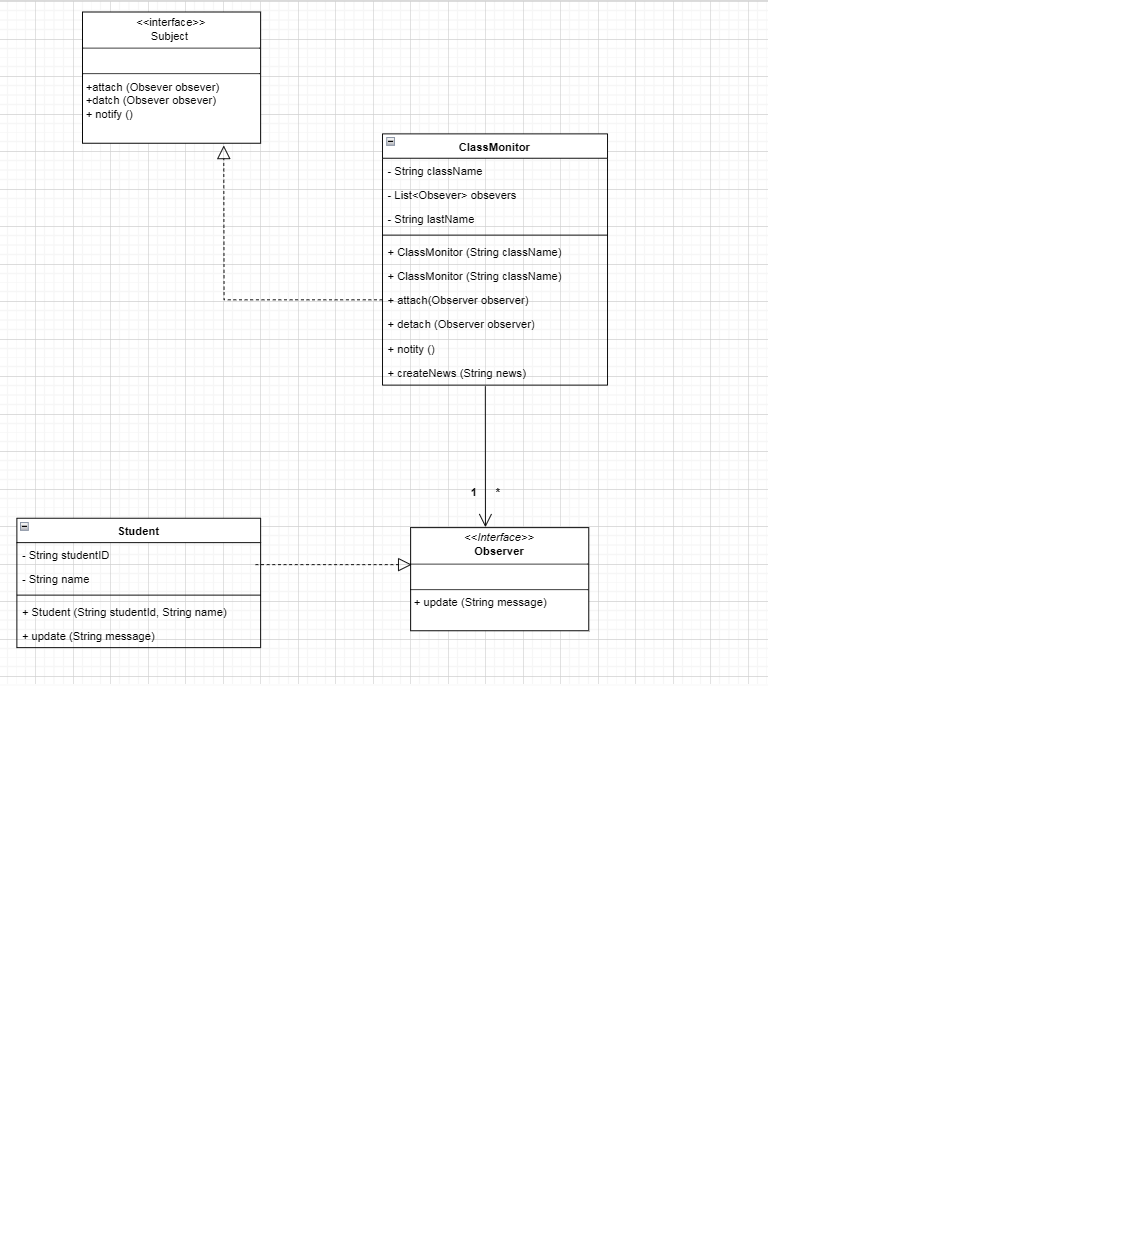 <<interface>>
Subject
+attach (Obsever obsever)
+datch (Obsever obsever)
+ notify ()
ClassMonitor
- String className
- List<Obsever> obsevers
- String lastName
+ ClassMonitor (String className)
+ ClassMonitor (String className)
+ attach(Observer observer)
+ detach (Observer observer)
+ notity ()
+ createNews (String news)
1 *
Student
- String studentID
- String name
+ Student (String studentId, String name)
+ update (String message)
<<Interface>>
Observer
+ update (String message)